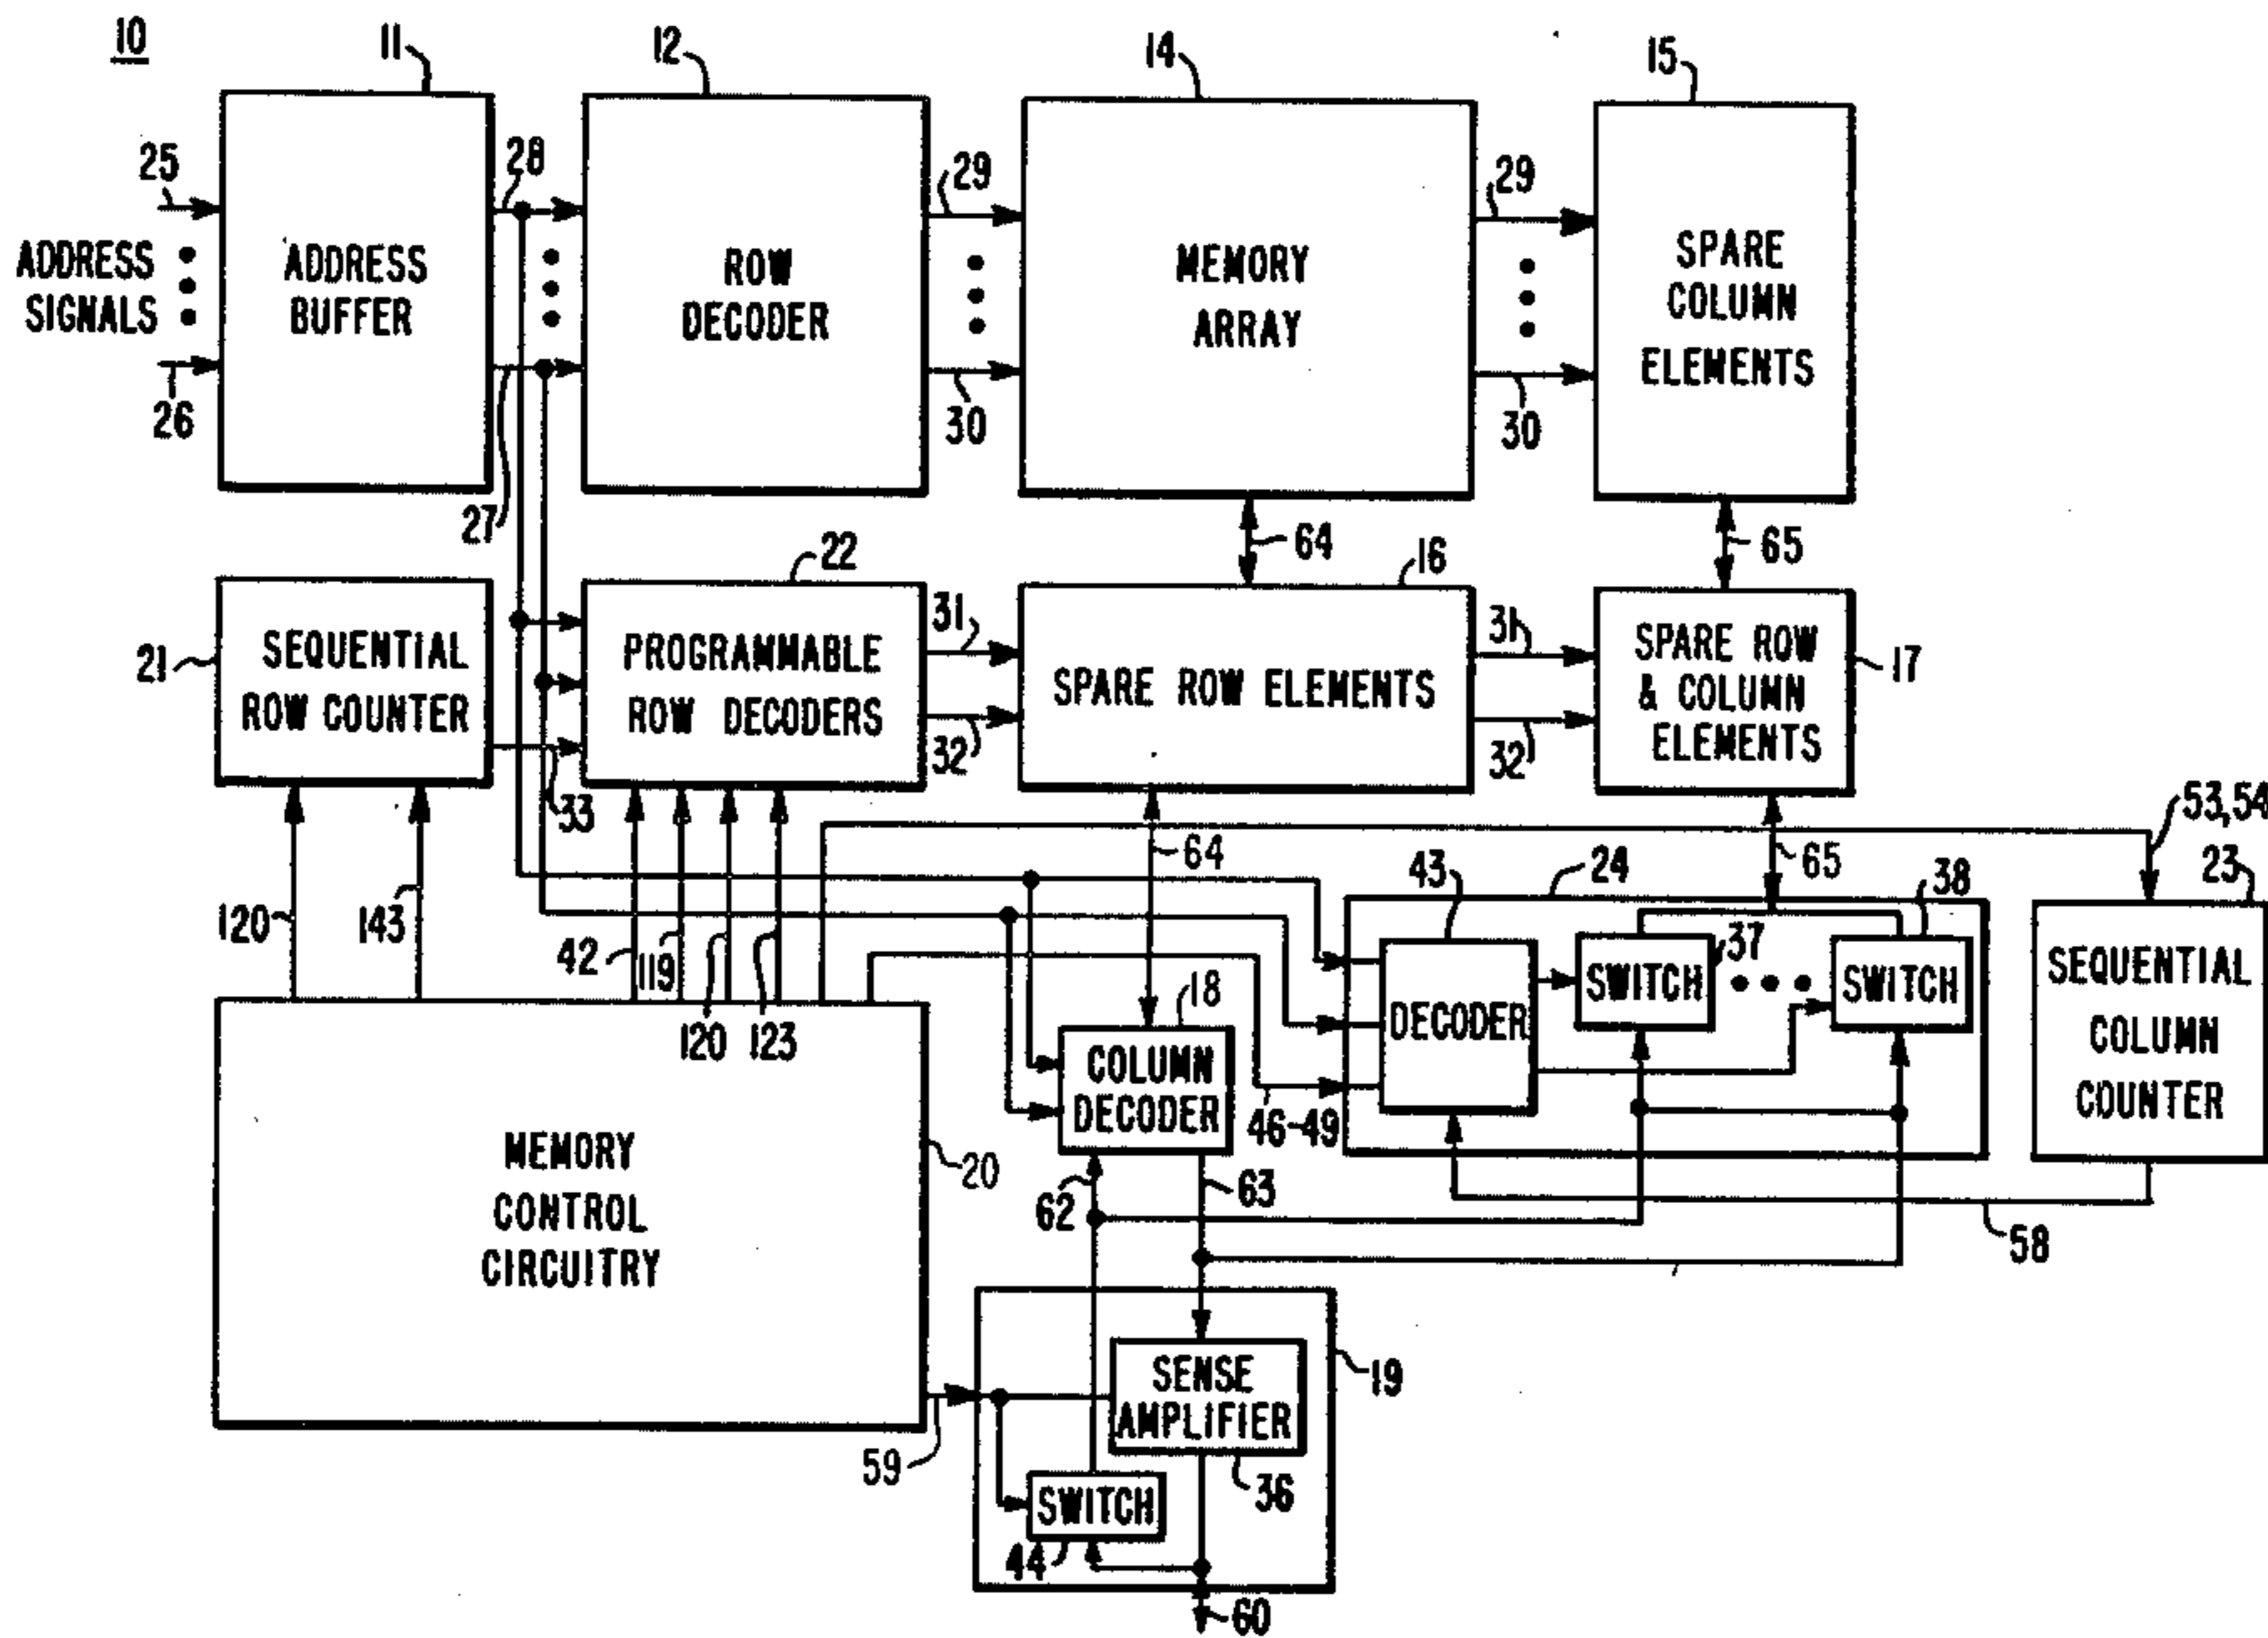 10
11
12
14
15
25
28
29
29
ADDRESS
SIGNALS
ADDRESS
BUFFER
ROW
DECODER
MEMORY
ARRAY
SPARE
COLUMN
ELEMENTS
26
27
30
30
22
64
16
65
21
SEQUENTIAL
ROW COUNTER
PROGRAMMABLE
ROW DECODERS
31
32
SPARE ROW ELEMENTS
31
32
SPARE ROW
& COLUMN
ELEMENTS
17
33
53,54
120
143
42
119
120
123
64
43
24
65
38
23
18
COLUMN
DECODER
46-49
DECODER
SWITCH
37
SWITCH
SEQUENTIAL
COLUMN
COUNTER
MEMORY
CONTROL
CIRCUITRY
20
62
63
58
59
SENSE
AMPLIFIER
19
36
SWITCH
44
60